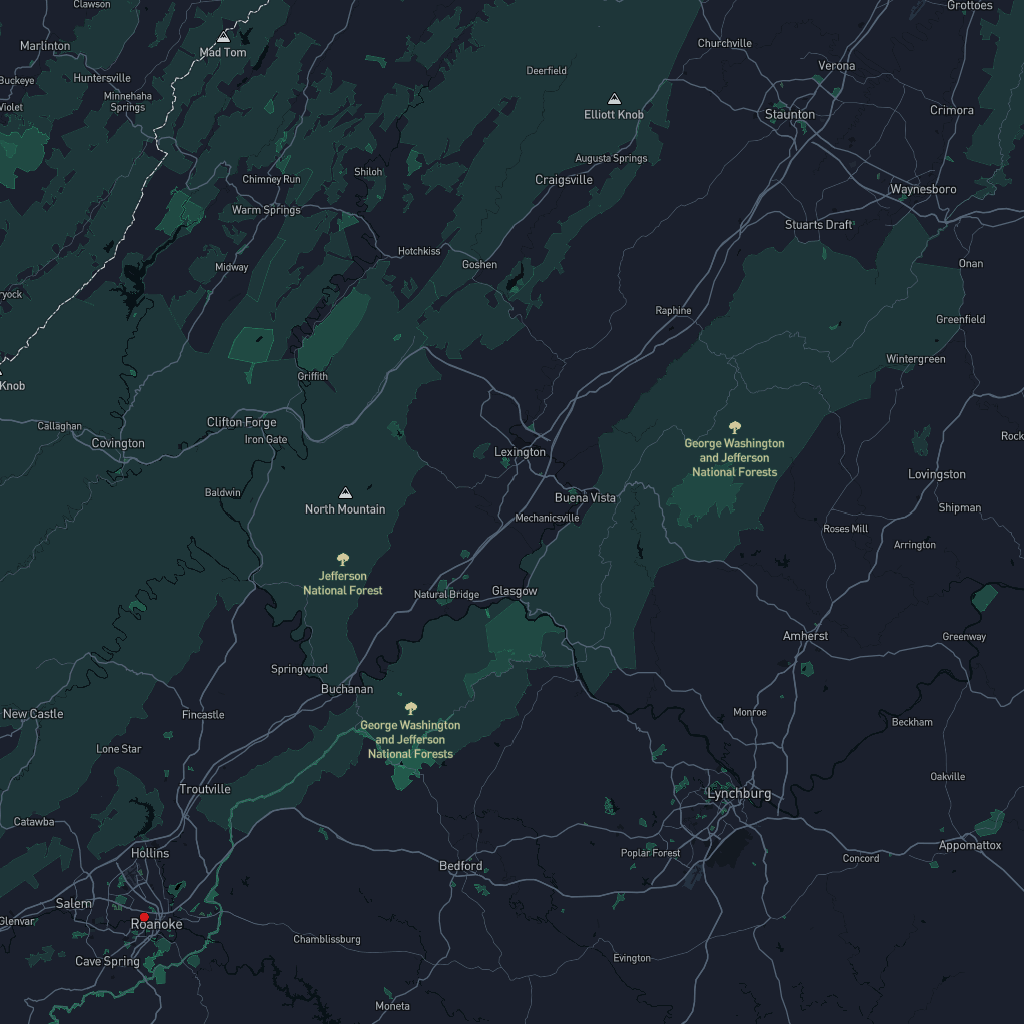 Clawson
Grottoes
Marlinton
Mad Tom
Churchville
Verona
Buckeye
Huntersville
Deerfield
Minnehaha
Springs
Violet
Elliott Knob
Staunton
Crimora
Augusta Springs
Shiloh
Chimney Run
Craigsville
Waynesboro
Warm Springs
Stuarts Draft
Hotchkiss
Goshen
Midway
Onan
ryock
Raphine
Greenfield
Wintergreen
Knob
Griffith
Callaghan
Clifton Forge
Iron Gate
Covington
George Washington
and Jefferson
National Forests
Rock
Lexington
Lovingston
Baldwin
North Mountain
Buena Vista
Mechanicsville
Shipman
Roses Mill
Arrington
Jefferson
National Forest
Natural Bridge
Glasgow
Amherst
Greenway
Springwood
Buchanan
New Castle
Fincastle
George Washington
and Jefferson
National Forests
Monroe
Beckham
Lone Star
Troutville
Lynchburg
Oakville
Catawba
Hollins
Bedford
Poplar Forest
Concord
Appomattox
Salem
Glenvar
Roanoke
Chamblissburg
Cave Spring
Evington
Moneta